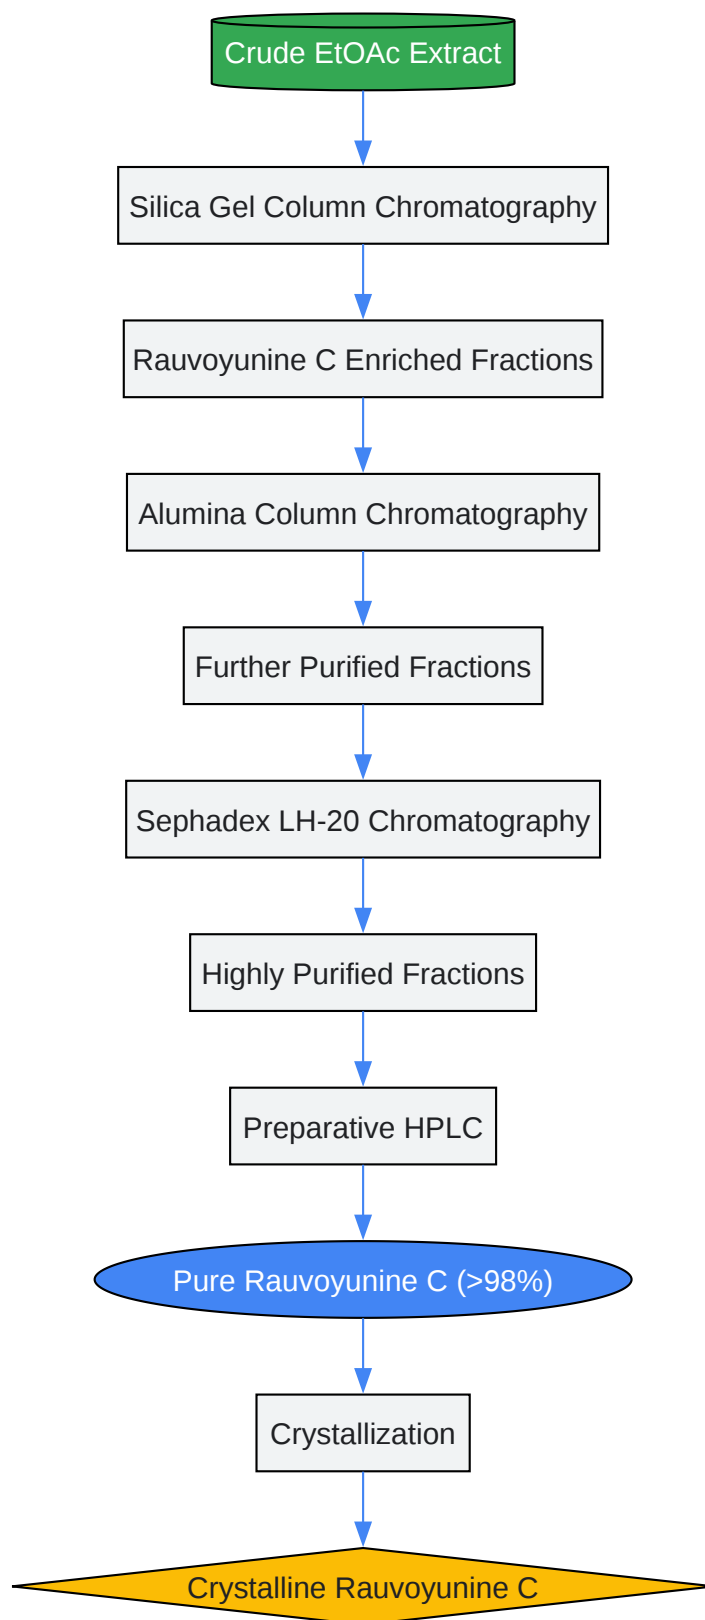 Crude EtOAc Extract
Silica Gel Column Chromatography
Rauvoyunine C Enriched Fractions
Alumina Column Chromatography
Further Purified Fractions
Sephadex LH-20 Chromatography
Highly Purified Fractions
Preparative HPLC
Pure Rauvoyunine C (>98%)
Crystallization
Crystalline Rauvoyunine C